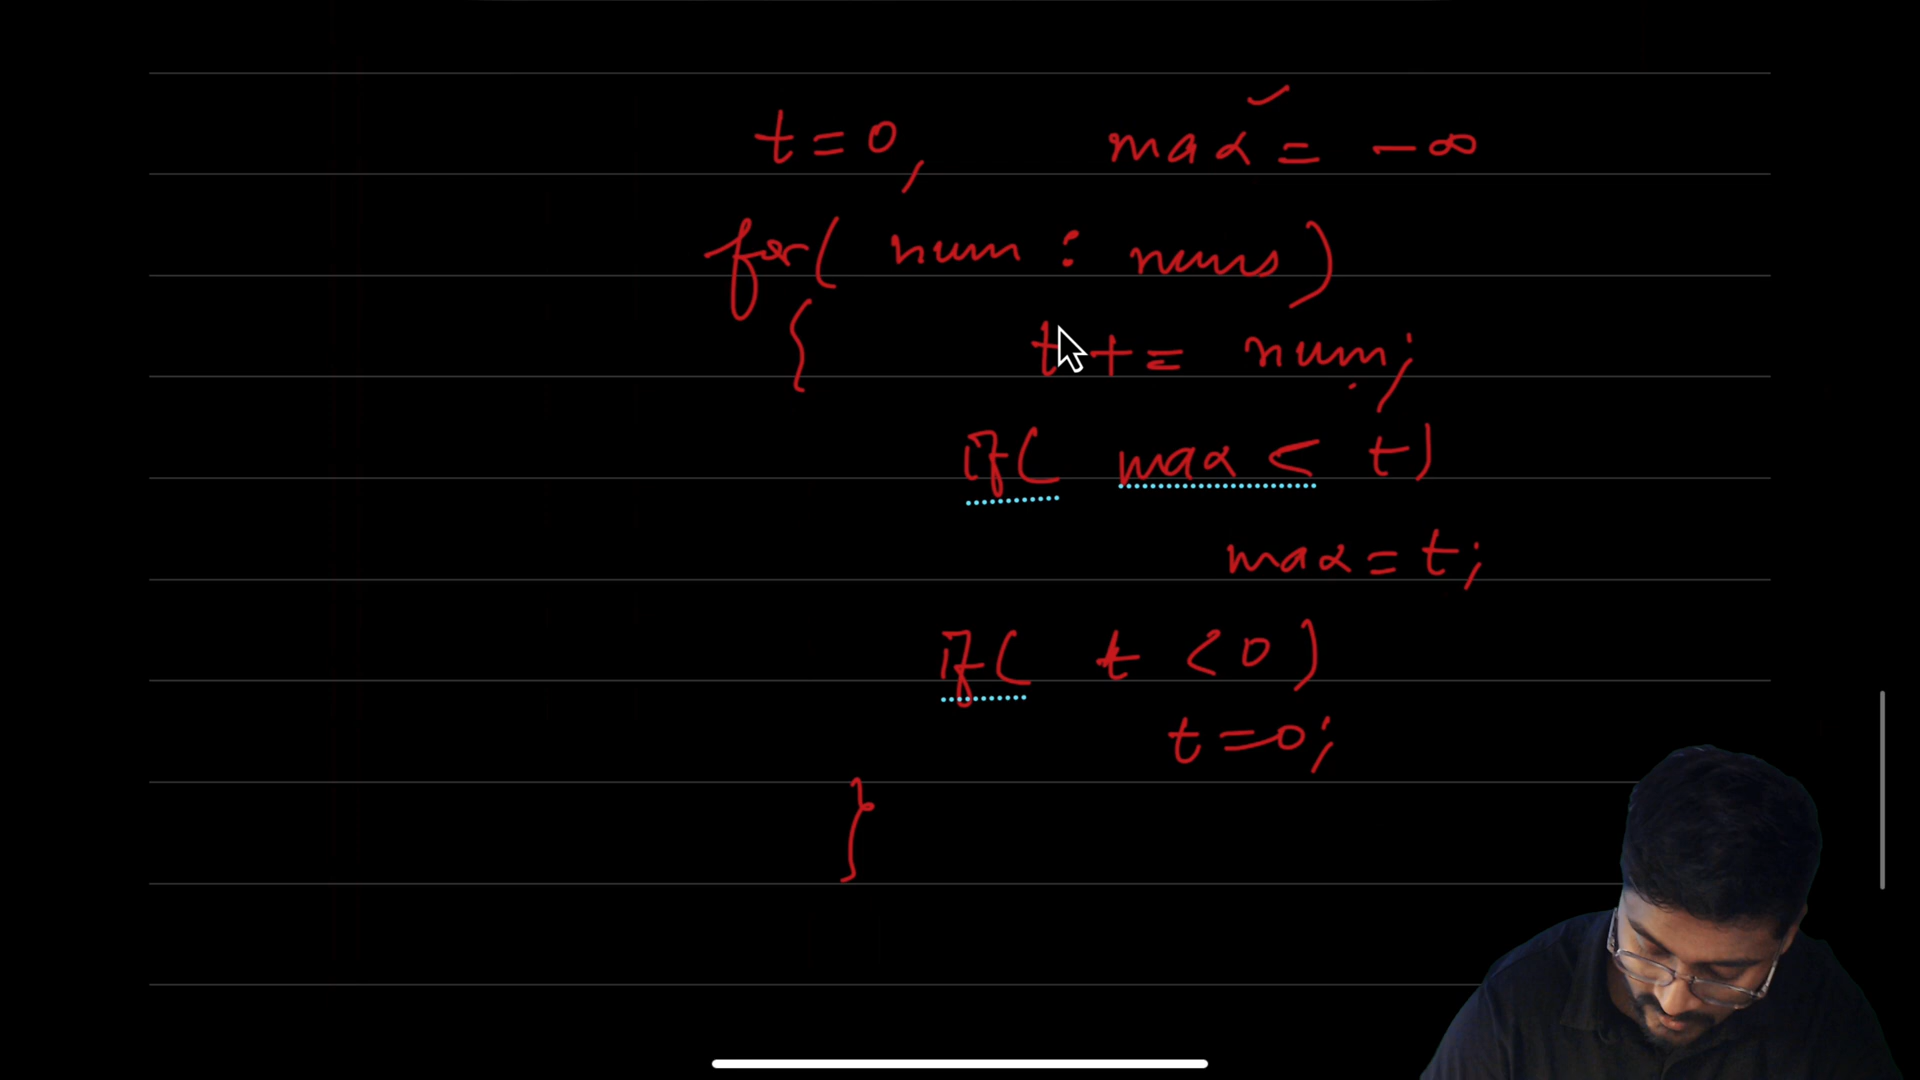 t=0, max = -∞
for( num : nums )
{ t += num;
if( max < t)
max = t;
if( t < 0 )
t=0;
}